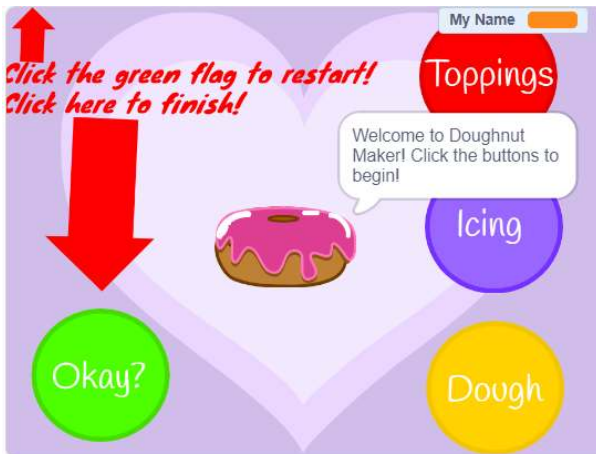 My Name
Click the green flag to restart!
Click here to finish!
Toppings
Welcome to Doughnut
Maker! Click the buttons to
begin!
Icing
Okay?
Dough